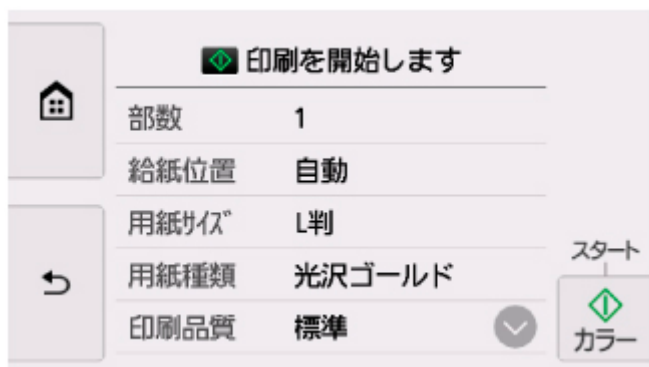 印刷を開始します
部数 1
給紙位置 自動
用紙ｻｲｽﾞ L判
用紙種類 光沢ゴールド
印刷品質 標準
スタート
カラー